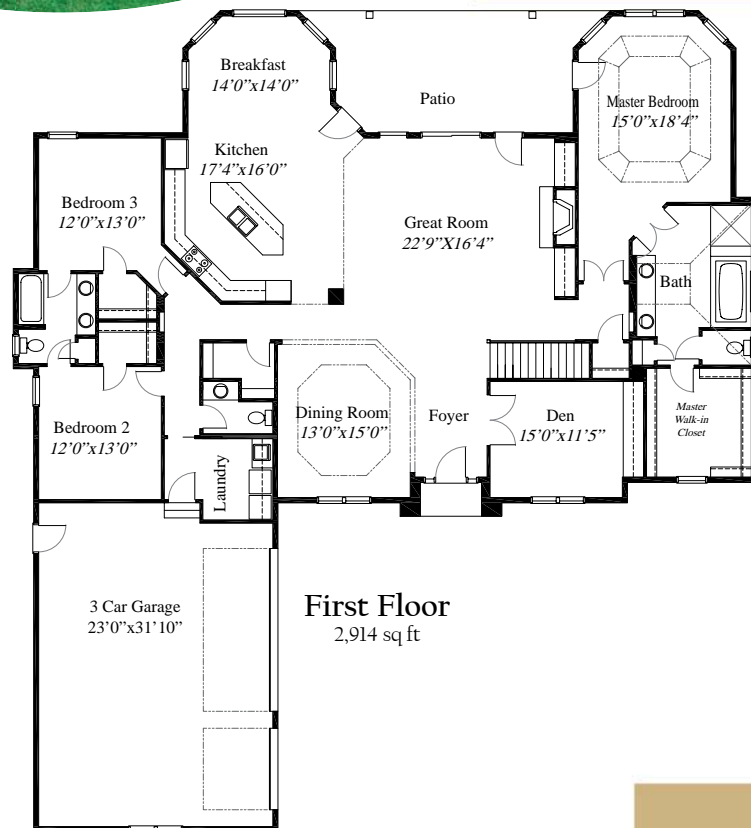 Breakfast
14'0"x14'0"
Patio
Master Bedroom
15'0"x18'4"
Kitchen
17'4"x16'0"
Bedroom 3
12'0"x13'0"
Great Room
22'9"X16'4"
Bath
Bedroom 2
12'0"x13'0"
Dining Room
13'0"x15'0"
Foyer
Den
15'0"x11'5"
Master
Walk-in
Closet
Laundry
3 Car Garage
23'0"x31'10"
First Floor
2,914 sq ft